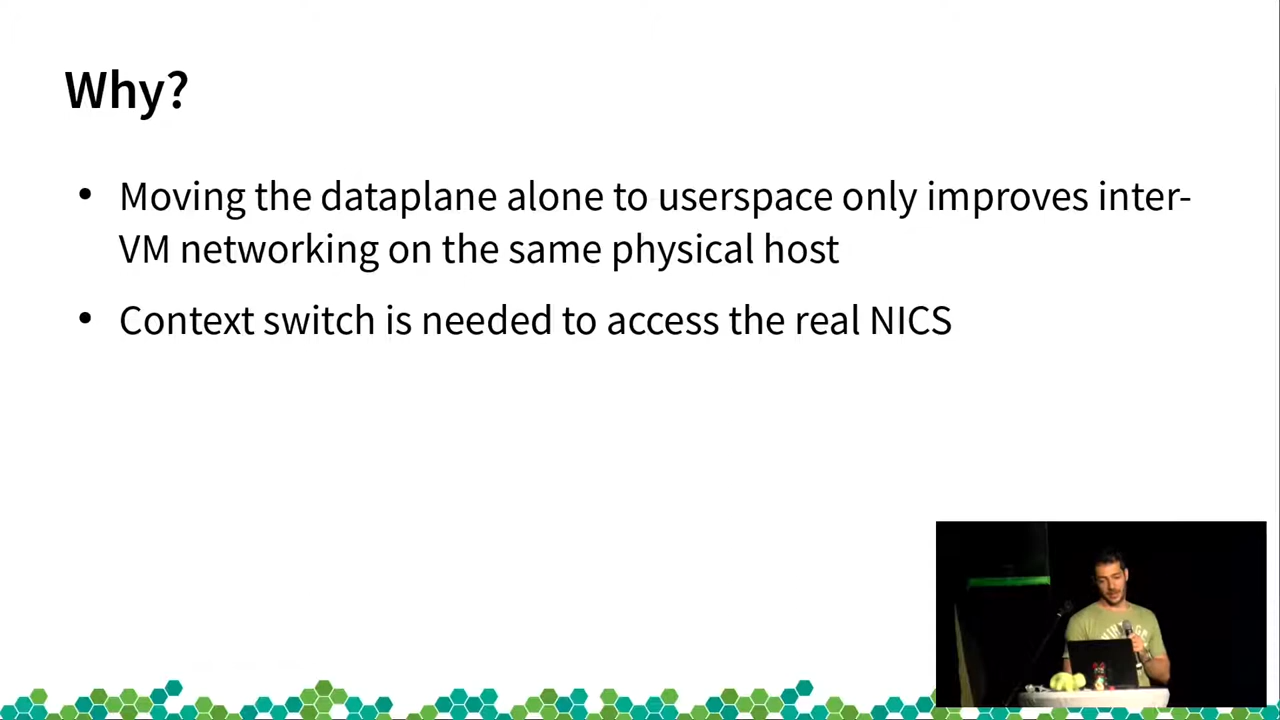 Why?
• Moving the dataplane alone to userspace only improves inter-
VM networking on the same physical host
• Context switch is needed to access the real NICS